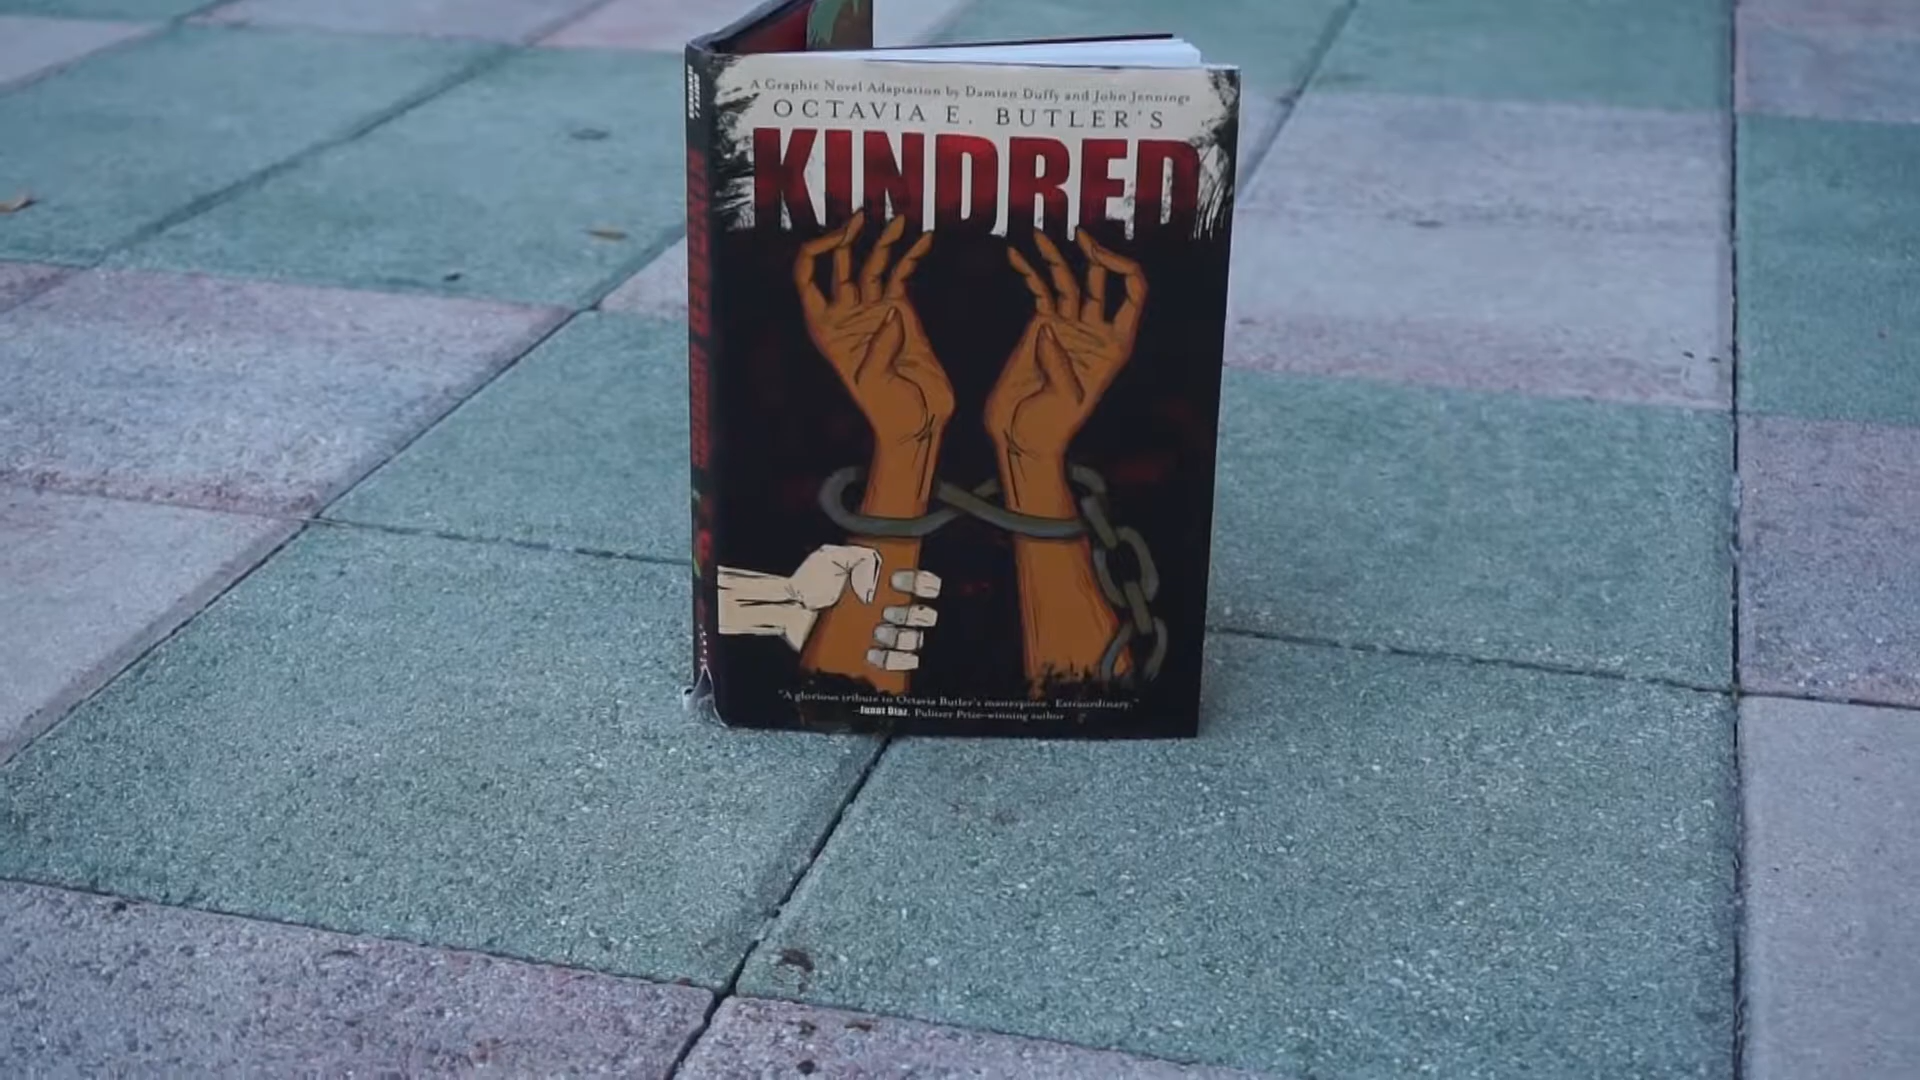 A Graphic Novel Adaptation by Damian Duffy and John Jennings
OCTAVIA E. BUTLER'S
KINDRED
"A glorious tribute to Octavia Butler's masterpiece. Extraordinary."
—Junot Díaz, Pulitzer Prize–winning author
KINDRED